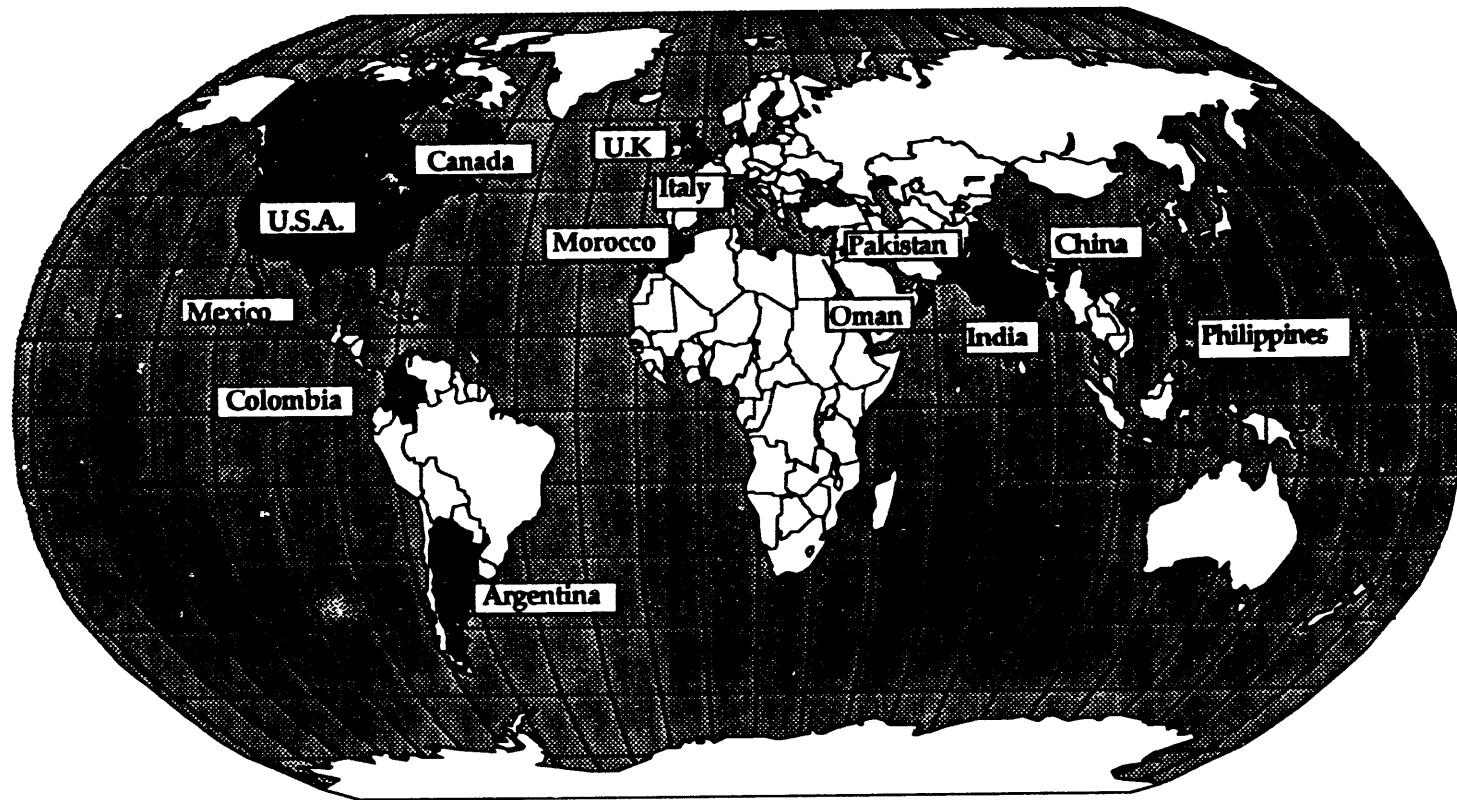 U.K
Canada
Italy
U.S.A.
Morocco
Pakistan
China
Mexico
Oman
India
Philippines
Colombia
Argentina